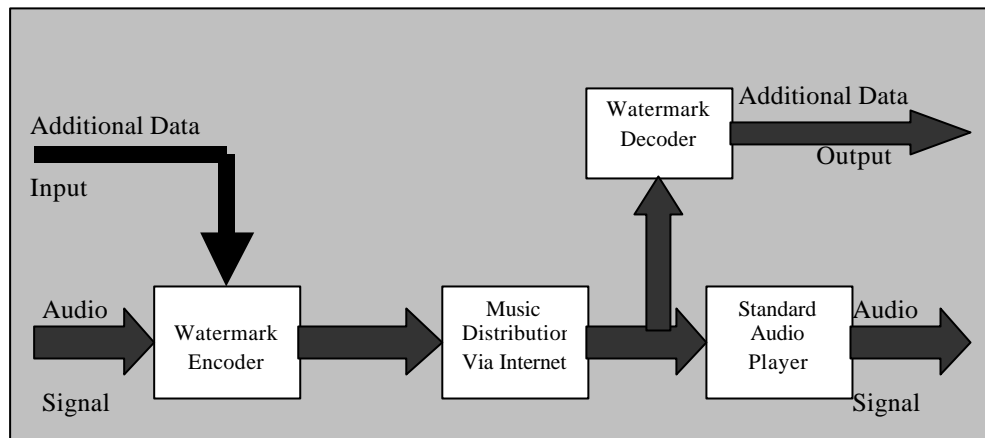 Watermark
Decoder
Additional Data
Output
Additional Data
Input
Audio
Signal
Watermark
Encoder
Music
Distribution
Via Internet
Standard
Audio
Player
Audio
Signal